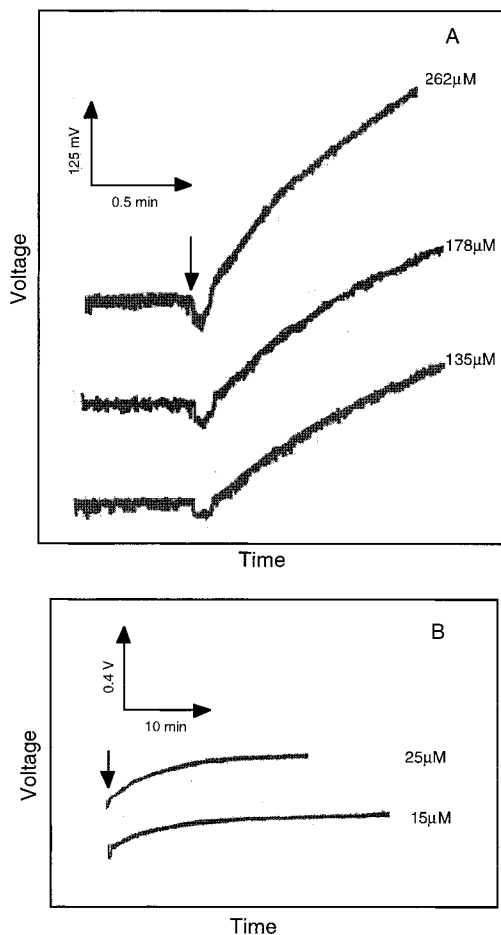 A
262µM
125 mV
0.5 min
Voltage
178µM
135µM
Time
B
0.4 V
10 min
Voltage
25µM
15µM
Time